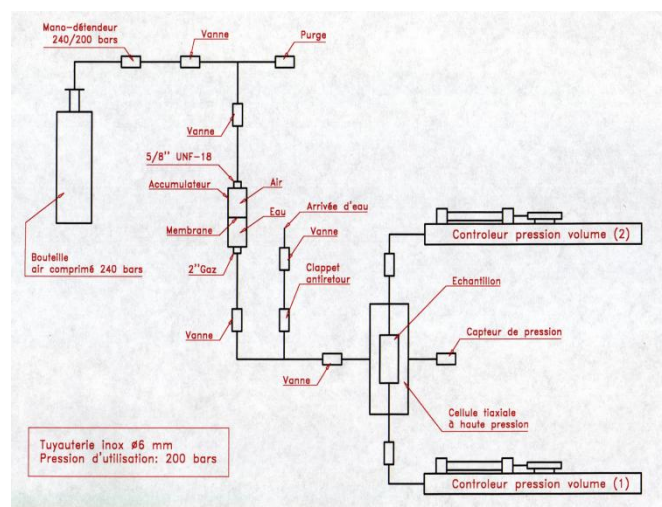 Mano-détendeur
240/200 bars
Vanne
Purge
Vanne
5/8'' UNF-18
Accumulateur
Air
Eau
Membrane
2''Gaz
Arrivée d'eau
Vanne
Clappet
antiretour
Bouteille
air comprimé 240 bars
Vanne
Vanne
Controleur pression volume (2)
Echantillon
Capteur de pression
Cellule tiaxiale
à haute pression
Tuyauterie inox ø6 mm
Pression d'utilisation: 200 bars
Controleur pression volume (1)